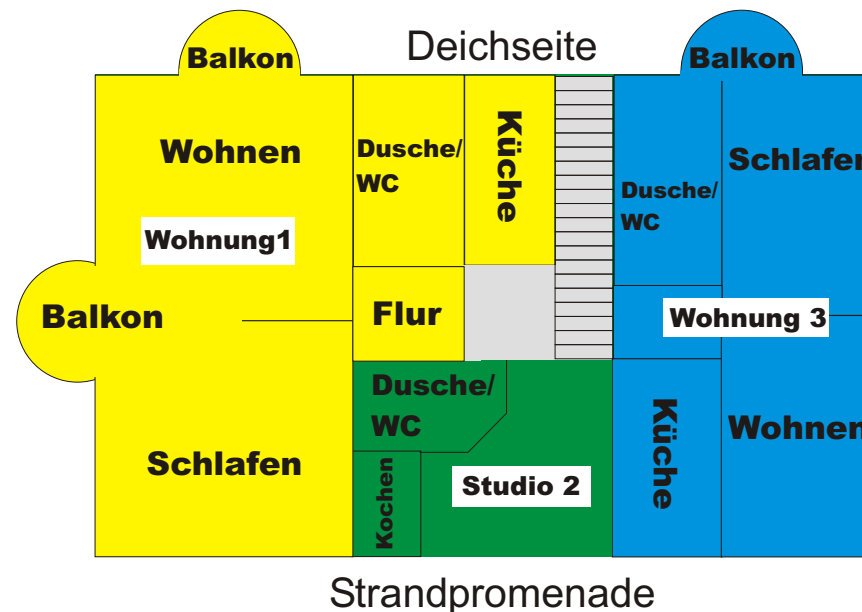 Deichseite
Balkon
Balkon
Wohnen
Dusche/
WC
Küche
Schlafen
Dusche/
WC
Wohnung1
Balkon
Flur
Wohnung 3
Dusche/
WC
Küche
Wohnen
Schlafen
Kochen
Studio 2
Strandpromenade